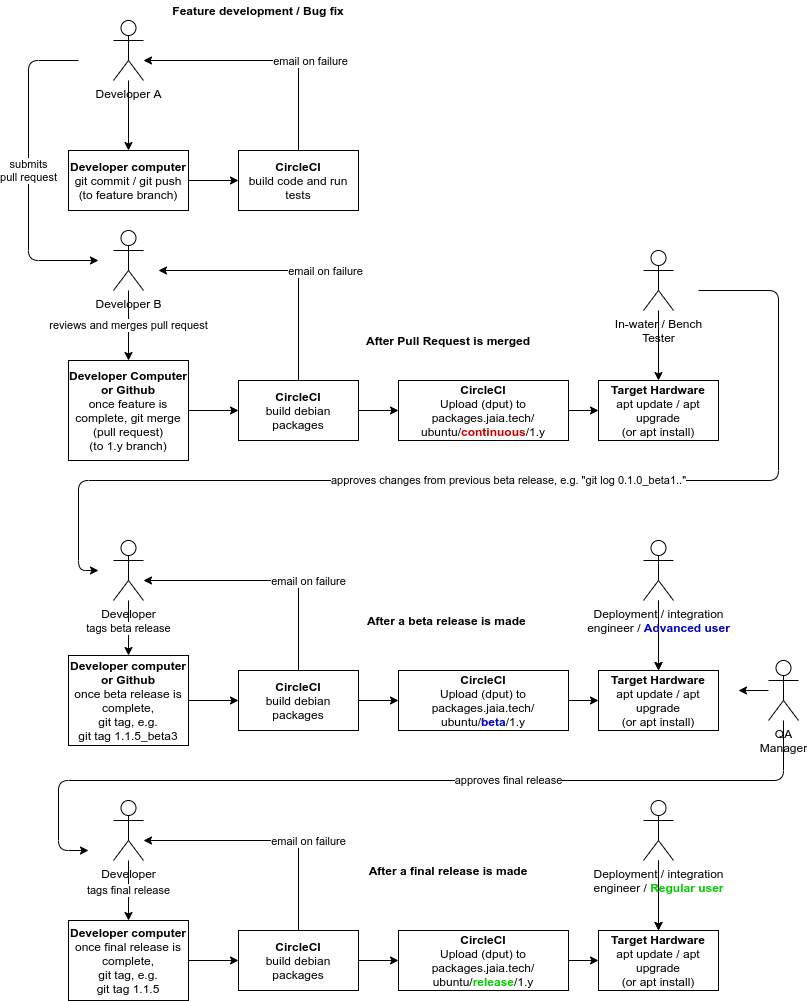 Feature development / Bug fix
email on failure
Developer A
submits
pull request
Developer computer
git commit / git push
(to feature branch)
CircleCI
build code and run
tests
email on failure
Developer B
reviews and merges pull request
In-water / Bench
Tester
After Pull Request is merged
Developer Computer
or Github
once feature is
complete, git merge
(pull request)
(to 1.y branch)
CircleCI
build debian
packages
CircleCI
Upload (dput) to
packages.jaia.tech/
ubuntu/continuous/1.y
Target Hardware
apt update / apt
upgrade
(or apt install)
approves changes from previous beta release, e.g. "git log 0.1.0_beta1.."
email on failure
Developer
tags beta release
After a beta release is made
Deployment / integration
engineer / Advanced user
Developer computer
or Github
once beta release is
complete,
git tag, e.g.
git tag 1.1.5_beta3
CircleCI
build debian
packages
CircleCI
Upload (dput) to
packages.jaia.tech/
ubuntu/beta/1.y
Target Hardware
apt update / apt
upgrade
(or apt install)
QA
Manager
approves final release
email on failure
Developer
tags final release
After a final release is made
Deployment / integration
engineer / Regular user
Developer computer
once final release is
complete,
git tag, e.g.
git tag 1.1.5
CircleCI
build debian
packages
CircleCI
Upload (dput) to
packages.jaia.tech/
ubuntu/release/1.y
Target Hardware
apt update / apt
upgrade
(or apt install)